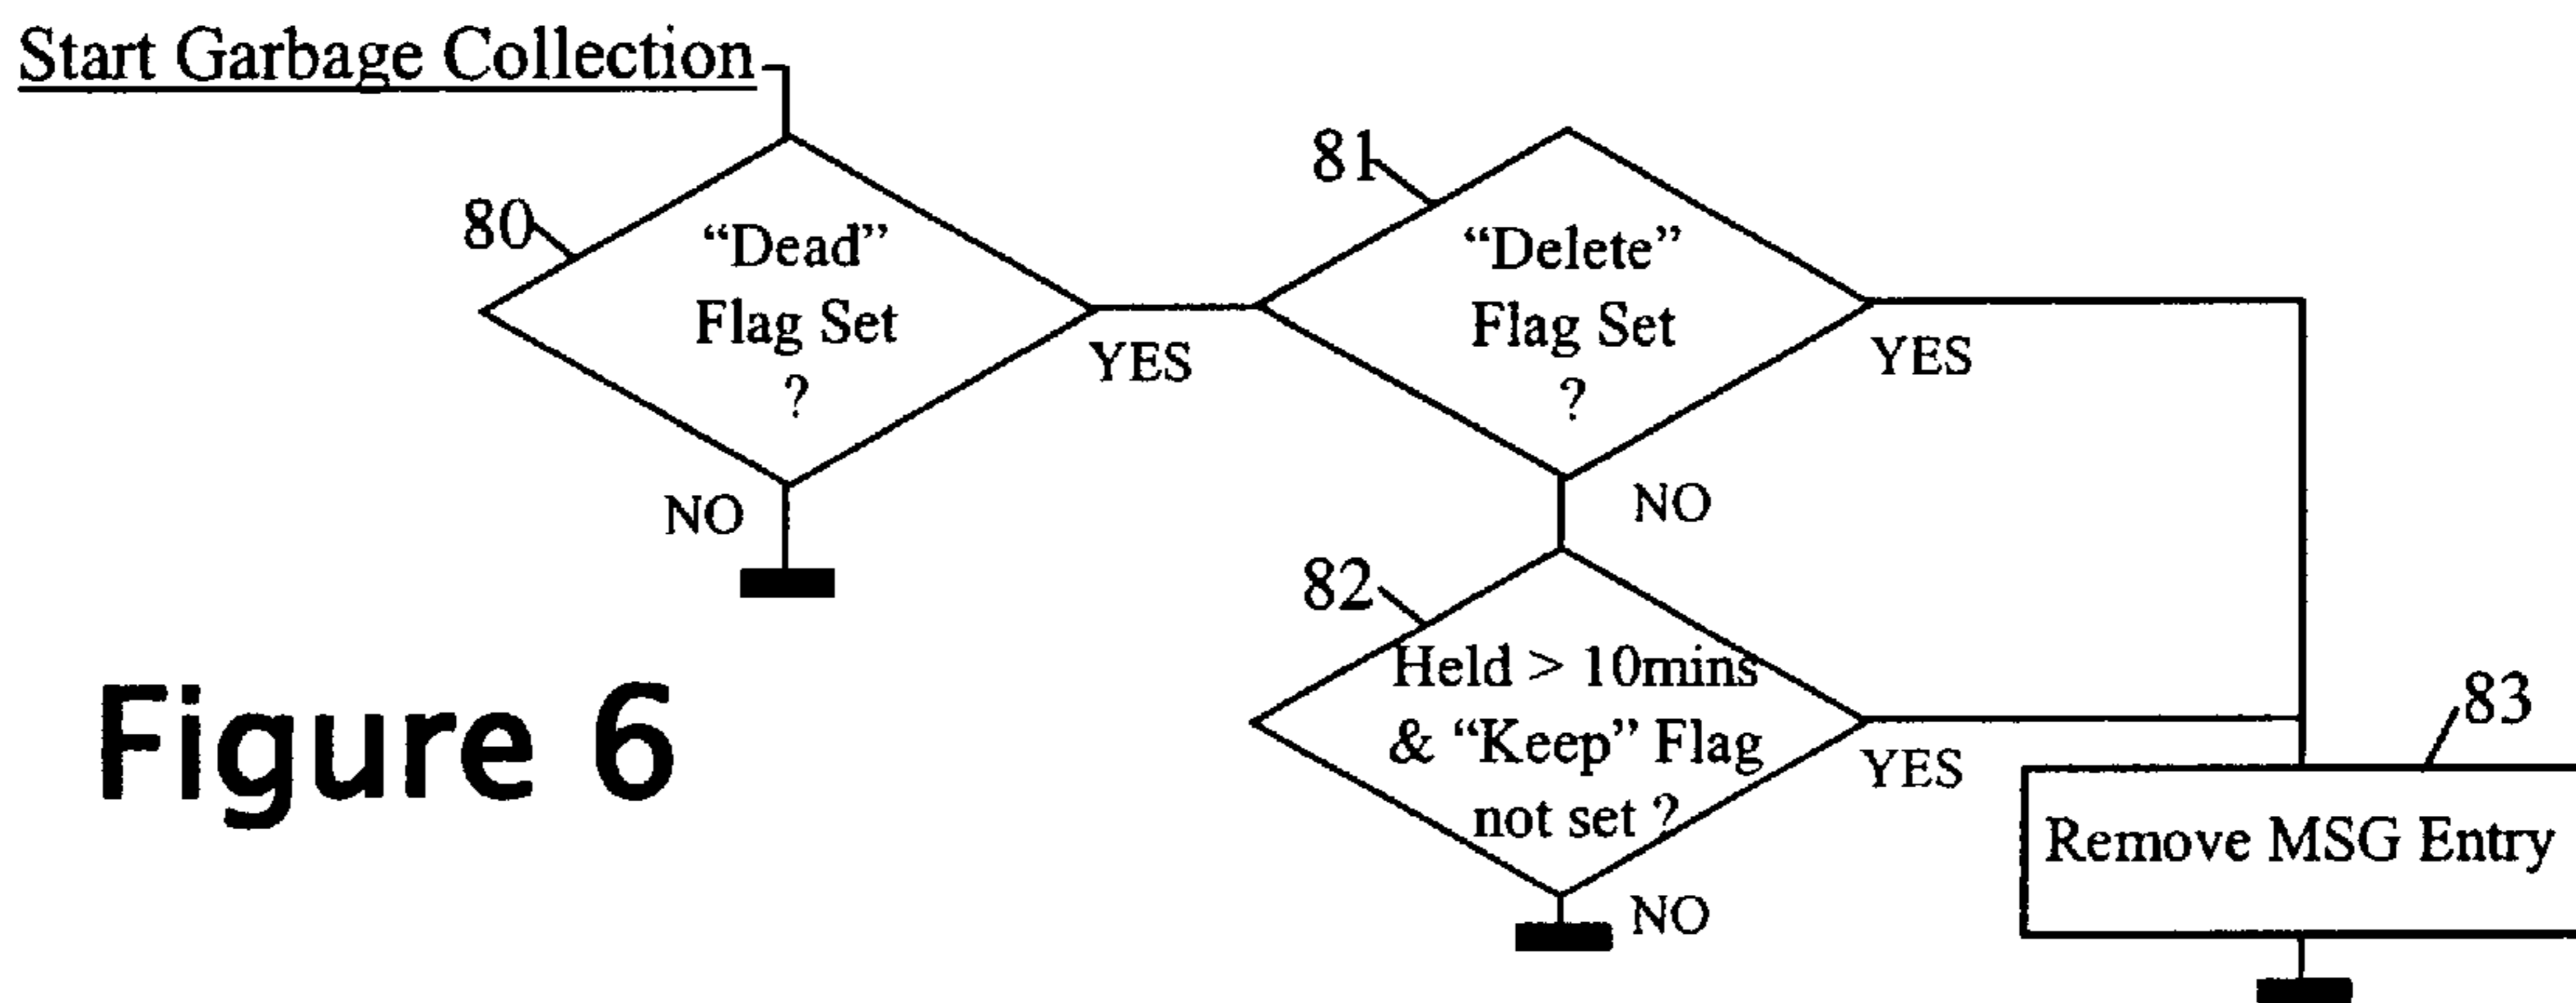 Start Garbage Collection
80
“Dead”
Flag Set
?
YES
NO
81
“Delete”
Flag Set
?
YES
NO
82
Held > 10mins
& “Keep” Flag
not set ?
YES
NO
83
Remove MSG Entry
Figure 6